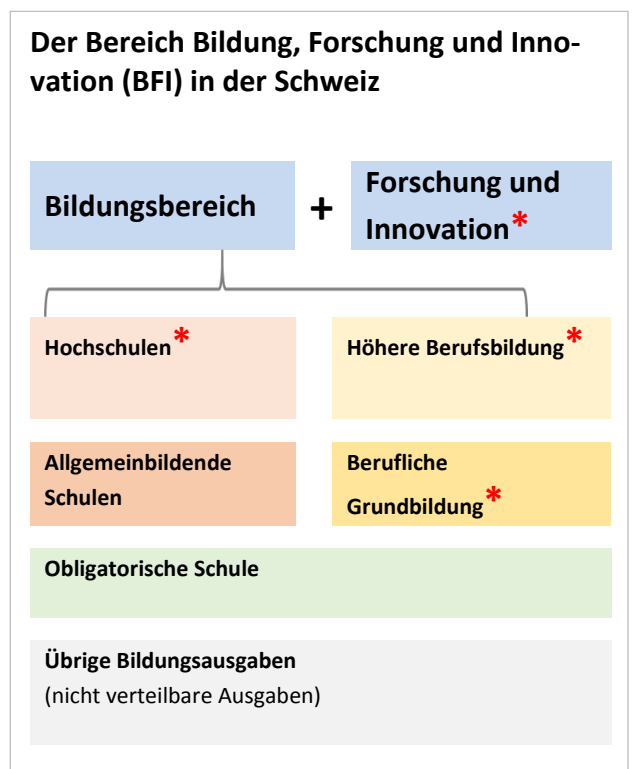 Der Bereich Bildung, Forschung und Inno-
vation (BFI) in der Schweiz
Bildungsbereich
+
Forschung und
Innovation*
Hochschulen*
Höhere Berufsbildung*
Allgemeinbildende
Schulen
Berufliche
Grundbildung*
Obligatorische Schule
Übrige Bildungsausgaben
(nicht verteilbare Ausgaben)